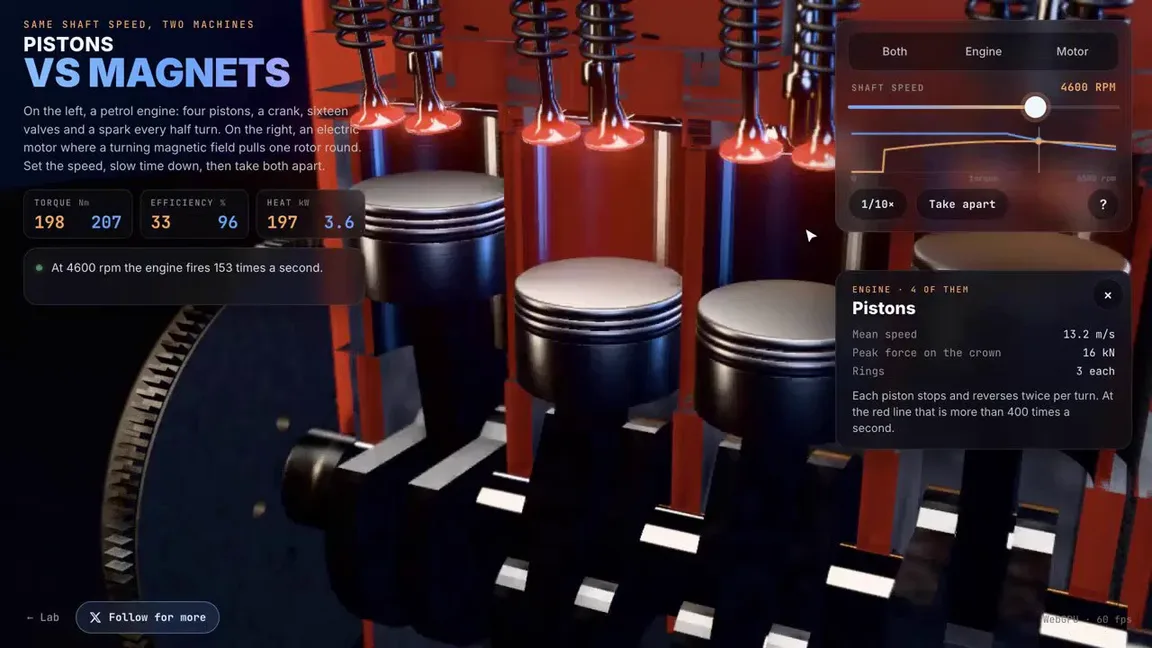 SAME SHAFT SPEED, TWO MACHINES
PISTONS
VS MAGNETS
On the left, a petrol engine: four pistons, a crank, sixteen
valves and a spark every half turn. On the right, an electric
motor where a turning magnetic field pulls one rotor round.
Set the speed, slow time down, then take both apart.
TORQUE Nm
198 207
EFFICIENCY %
33 96
HEAT kW
197 3.6
At 4600 rpm the engine fires 153 times a second.
Both Engine Motor
SHAFT SPEED 4600 RPM
0 torque 6500 rpm
1/10× Take apart ?
ENGINE · 4 OF THEM
×
Pistons
Mean speed 13.2 m/s
Peak force on the crown 16 kN
Rings 3 each
Each piston stops and reverses twice per turn. At
the red line that is more than 400 times a
second.
← Lab
X Follow for more
WebGPU · 60 fps